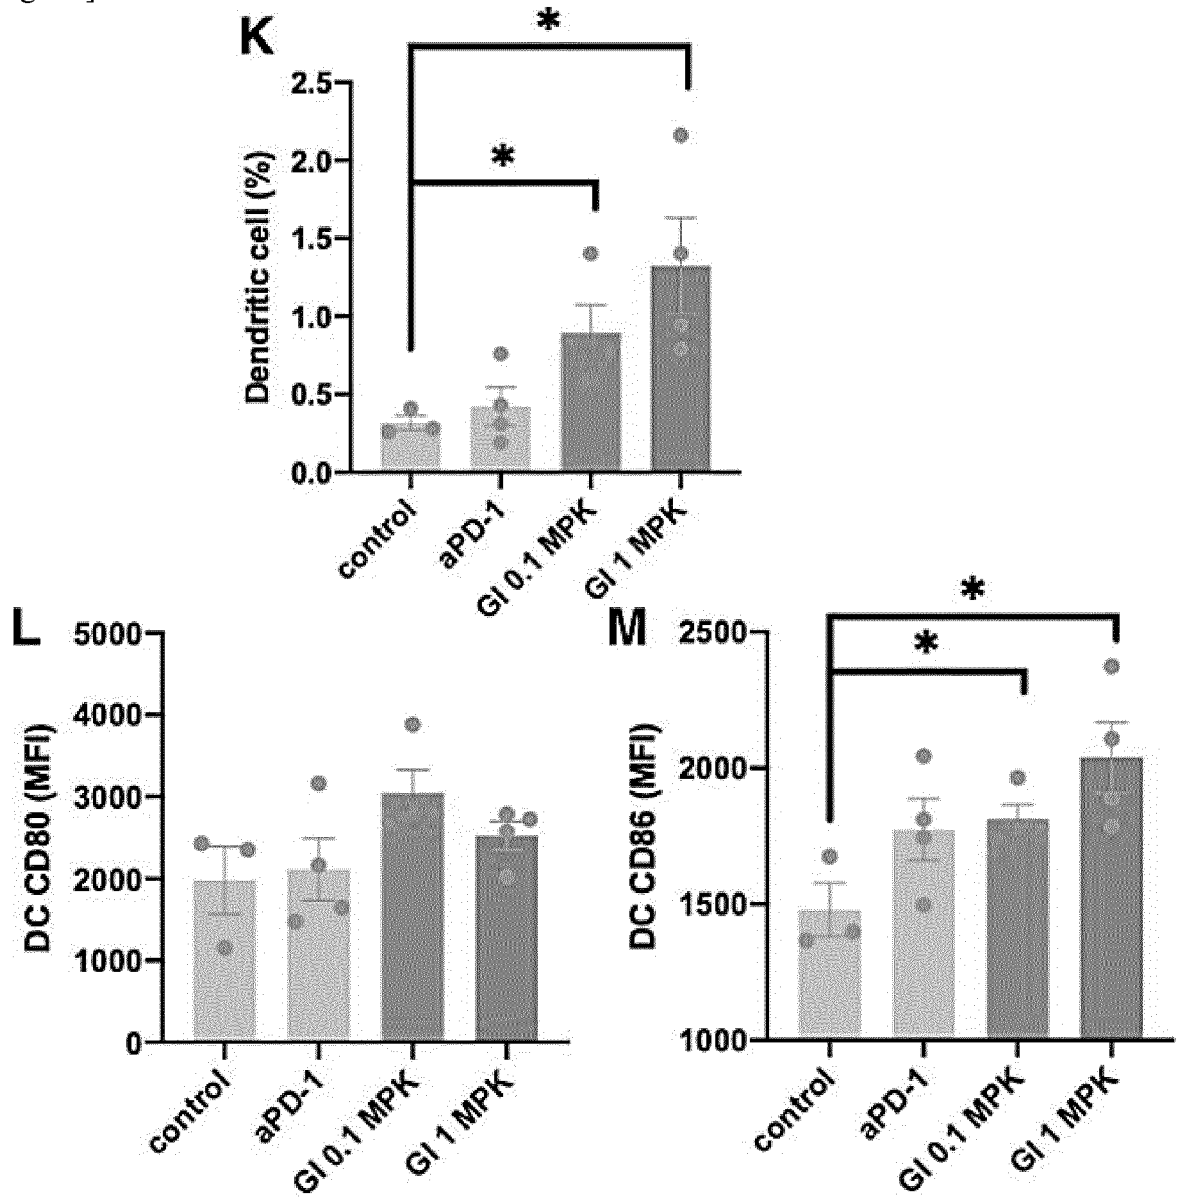 K
*
*
Dendritic cell (%)
2.5
2.0
1.5
1.0
0.5
0.0
control
aPD-1
GI 0.1 MPK
GI 1 MPK
L
DC CD80 (MFI)
5000
4000
3000
2000
1000
0
control
aPD-1
GI 0.1 MPK
GI 1 MPK
M
*
*
DC CD86 (MFI)
2500
2000
1500
1000
control
aPD-1
GI 0.1 MPK
GI 1 MPK